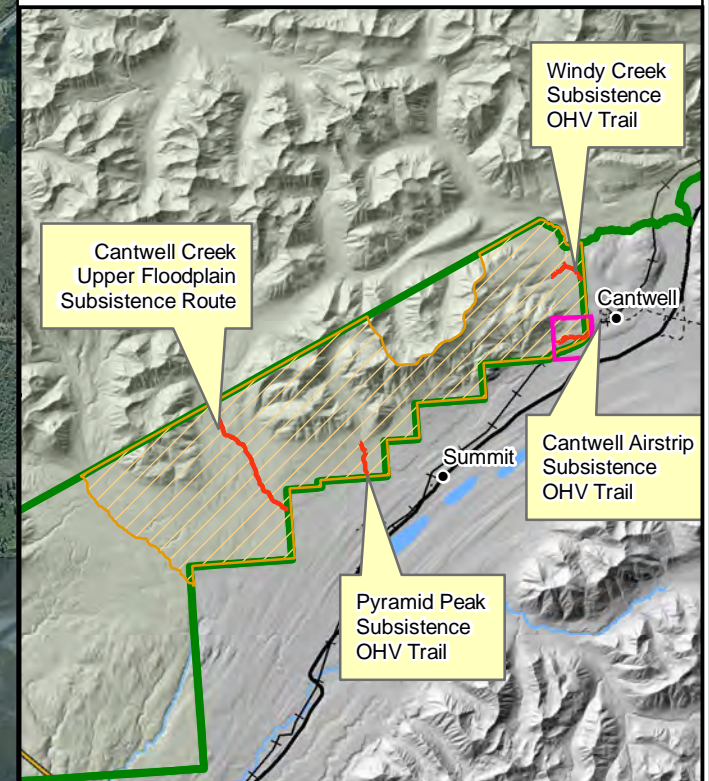 Windy Creek
Subsistence
OHV Trail
Cantwell Creek
Upper Floodplain
Subsistence Route
Cantwell
Summit
Cantwell Airstrip
Subsistence
OHV Trail
Pyramid Peak
Subsistence
OHV Trail